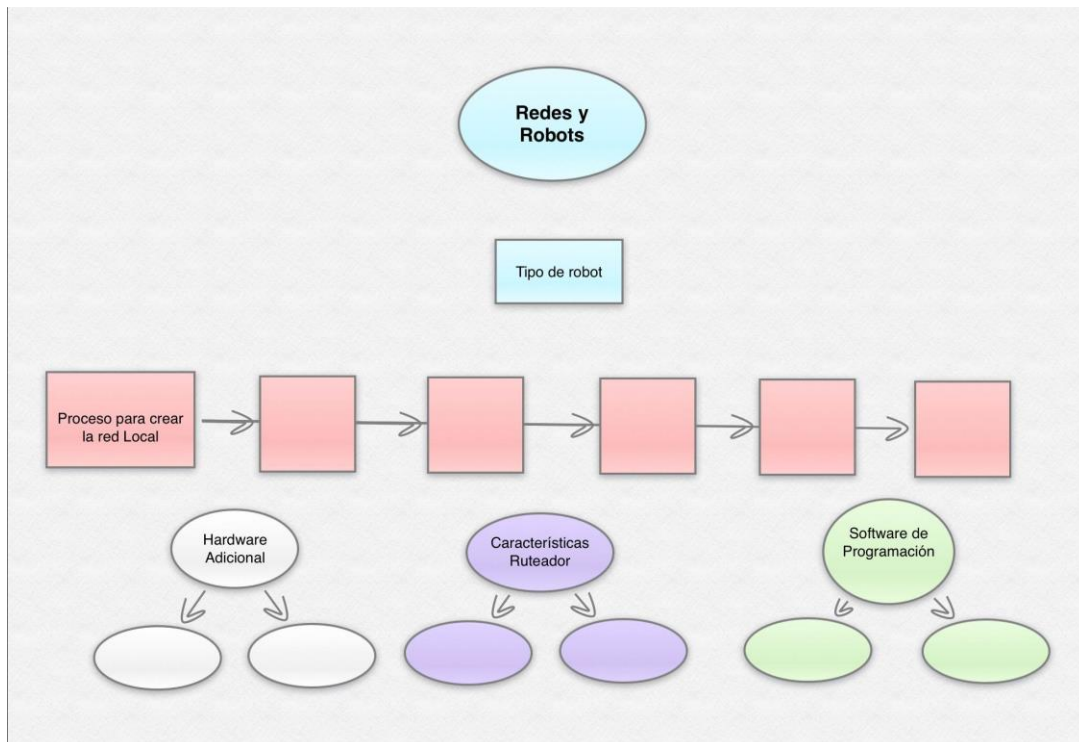 Redes y
Robots
Tipo de robot
Proceso para crear
la red Local
Hardware
Adicional
Características
Ruteador
Software de
Programación